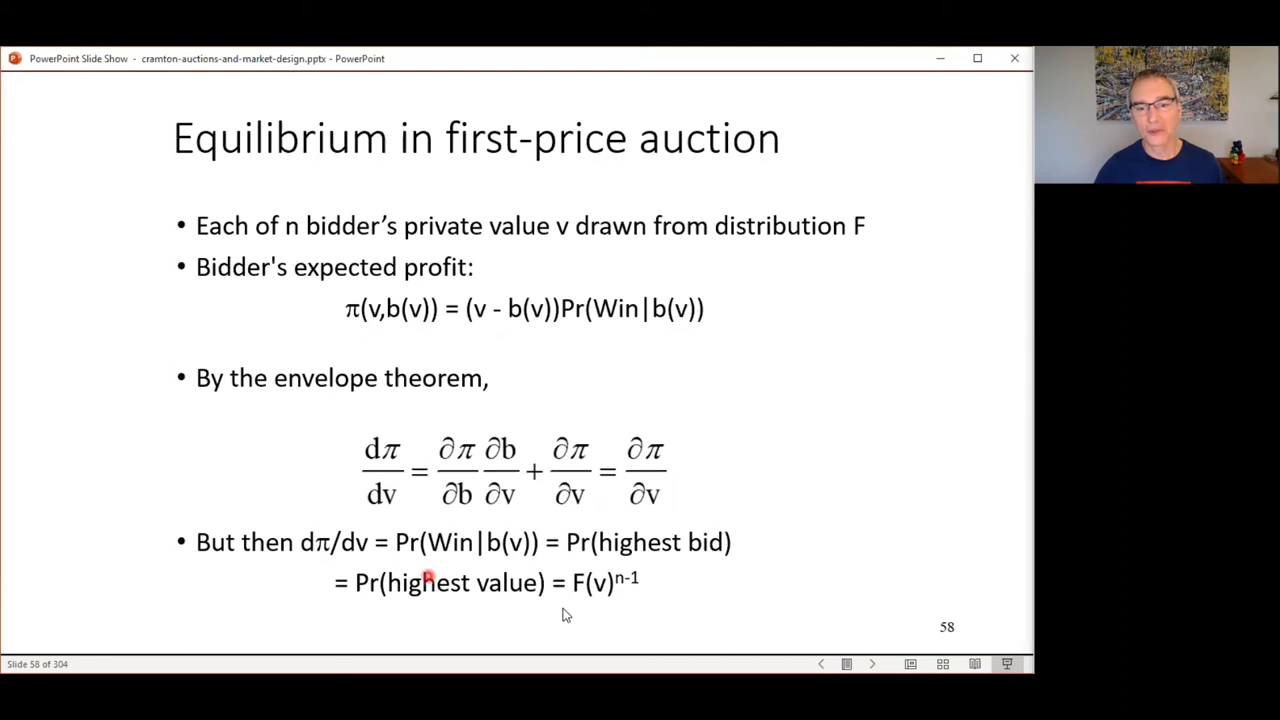 PowerPoint Slide Show - cramton-auctions-and-market-design.pptx - PowerPoint
Equilibrium in first-price auction
• Each of n bidder’s private value v drawn from distribution F
• Bidder's expected profit:
π(v,b(v)) = (v - b(v))Pr(Win|b(v))
• By the envelope theorem,
dπ/dv = ∂π/∂b ∂b/∂v + ∂π/∂v = ∂π/∂v
• But then dπ/dv = Pr(Win|b(v)) = Pr(highest bid)
= Pr(highest value) = F(v)ⁿ⁻¹
58
Slide 58 of 304